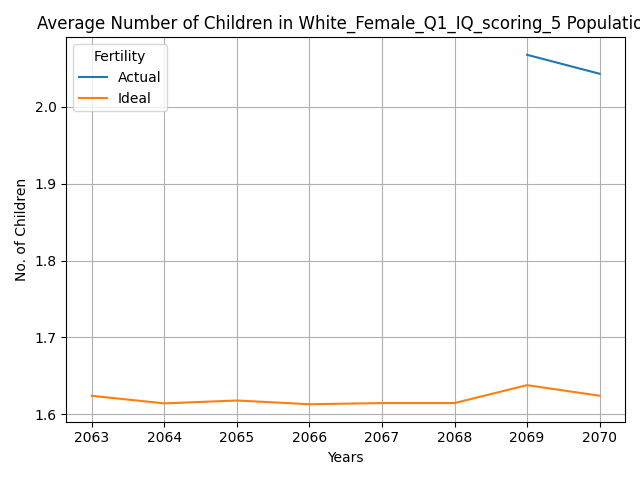 Average Number of Children in White_Female_Q1_IQ_scoring_5 Populatio
Fertility
Actual
Ideal
2.0
1.9
1.8
1.7
1.6
No. of Children
2063 2064 2065 2066 2067 2068 2069 2070
Years